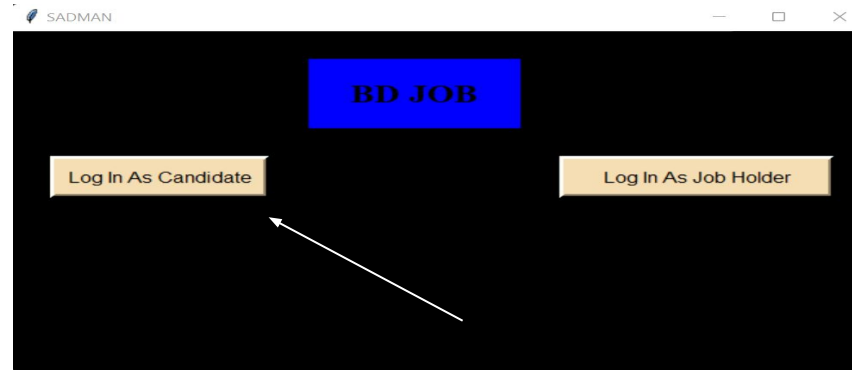 SADMAN
BD JOB
Log In As Candidate
Log In As Job Holder